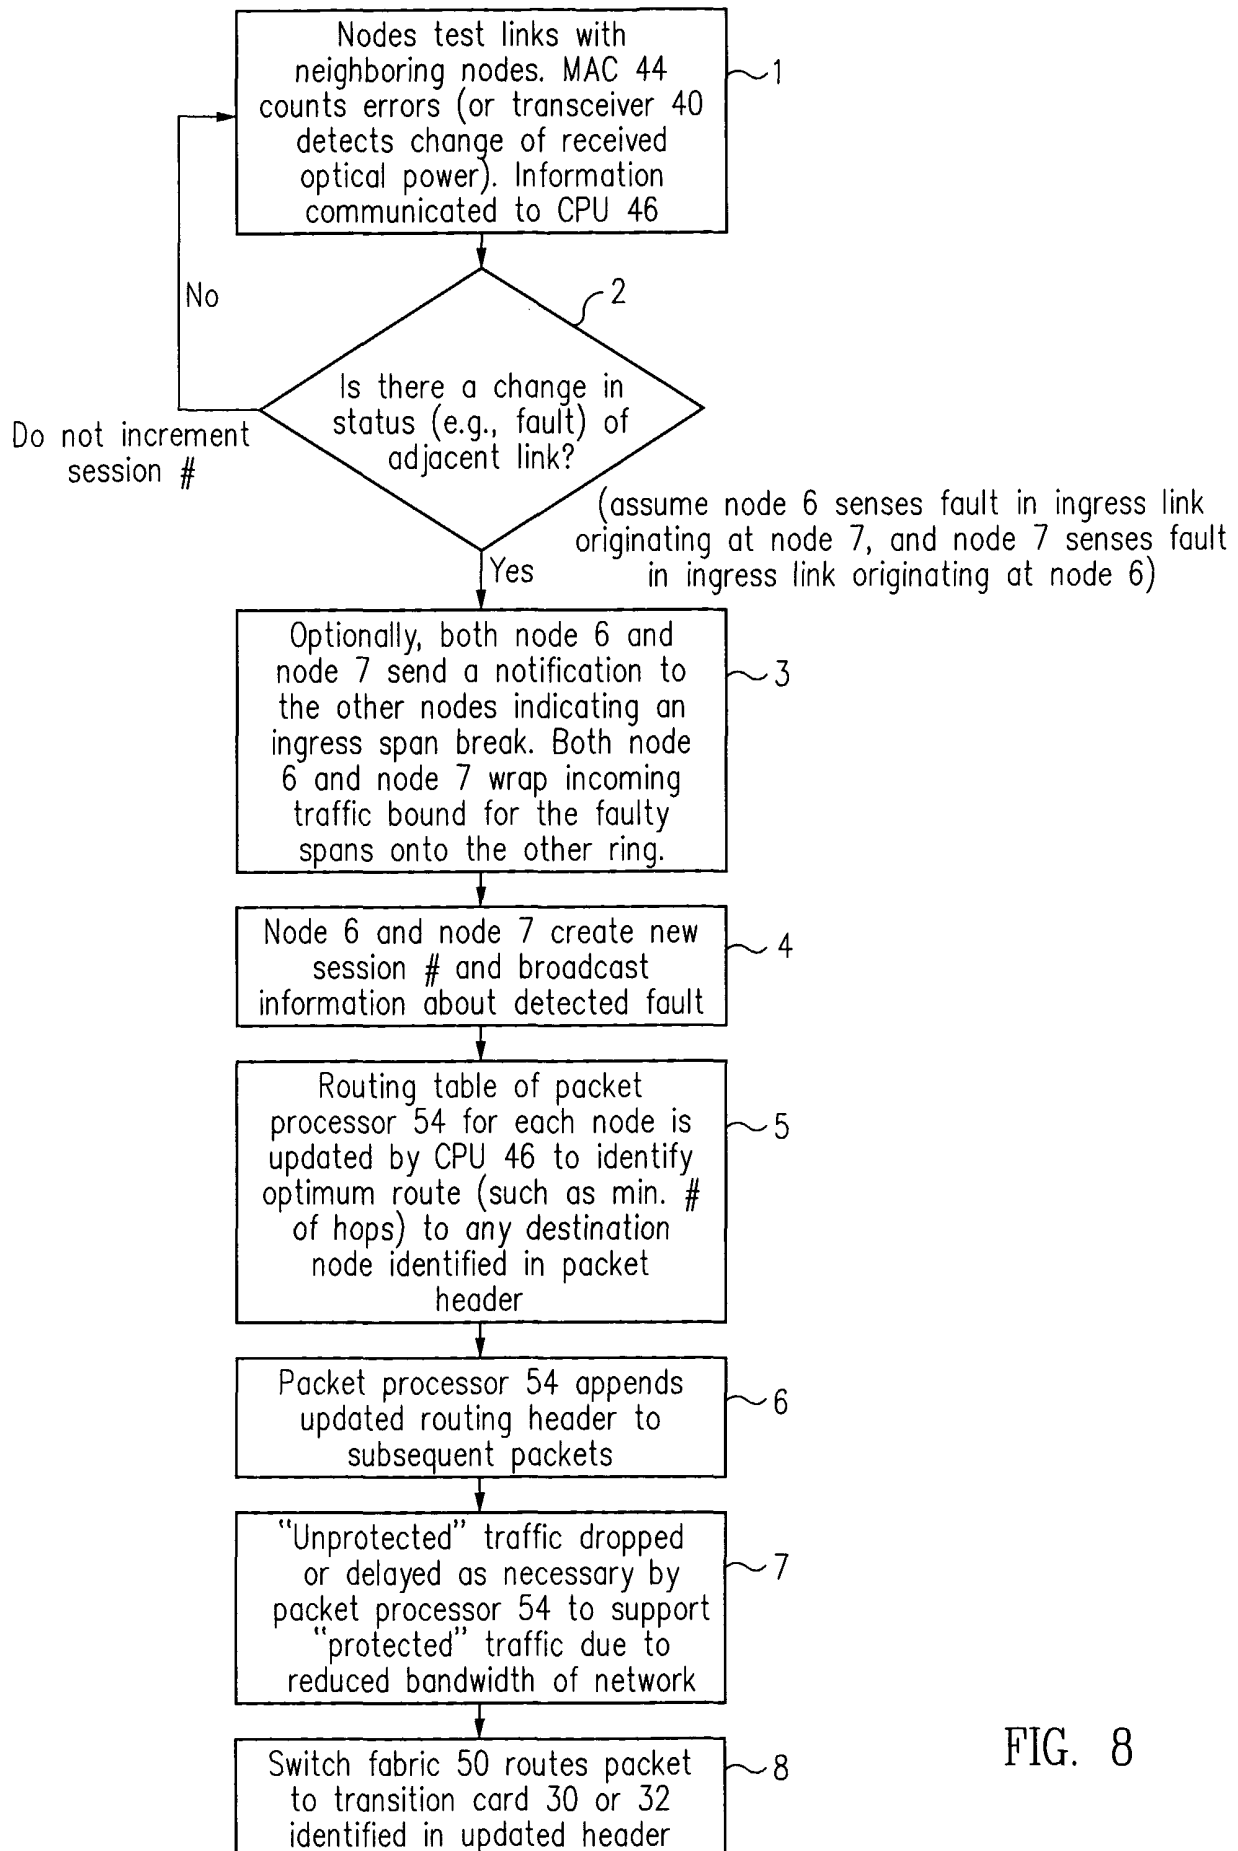 Nodes test links with
neighboring nodes. MAC 44
counts errors (or transceiver 40
detects change of received
optical power). Information
communicated to CPU 46
1
No
2
Is there a change in
status (e.g., fault) of
adjacent link?
Do not increment
session #
(assume node 6 senses fault in ingress link
originating at node 7, and node 7 senses fault
in ingress link originating at node 6)
Yes
Optionally, both node 6 and
node 7 send a notification to
the other nodes indicating an
ingress span break. Both node
6 and node 7 wrap incoming
traffic bound for the faulty
spans onto the other ring.
3
Node 6 and node 7 create new
session # and broadcast
information about detected fault
4
Routing table of packet
processor 54 for each node is
updated by CPU 46 to identify
optimum route (such as min. #
of hops) to any destination
node identified in packet
header
5
Packet processor 54 appends
updated routing header to
subsequent packets
6
“Unprotected” traffic dropped
or delayed as necessary by
packet processor 54 to support
“protected” traffic due to
reduced bandwidth of network
7
Switch fabric 50 routes packet
to transition card 30 or 32
identified in updated header
8
FIG. 8